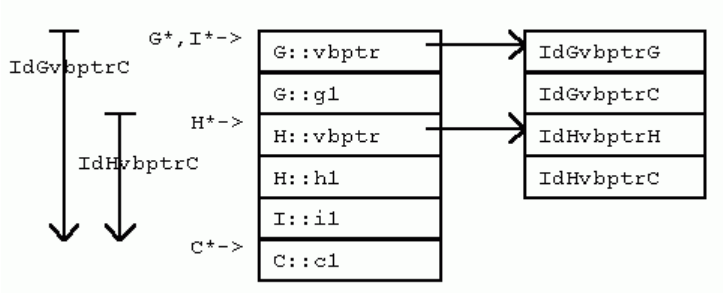 G*,I*->
G::vbptr
IdGvbptrG
IdGvbptrC
G::g1
IdGvbptrC
H*->
H::vbptr
IdHvbptrH
IdHvbptrC
H::h1
IdHvbptrC
I::i1
C*->
C::c1